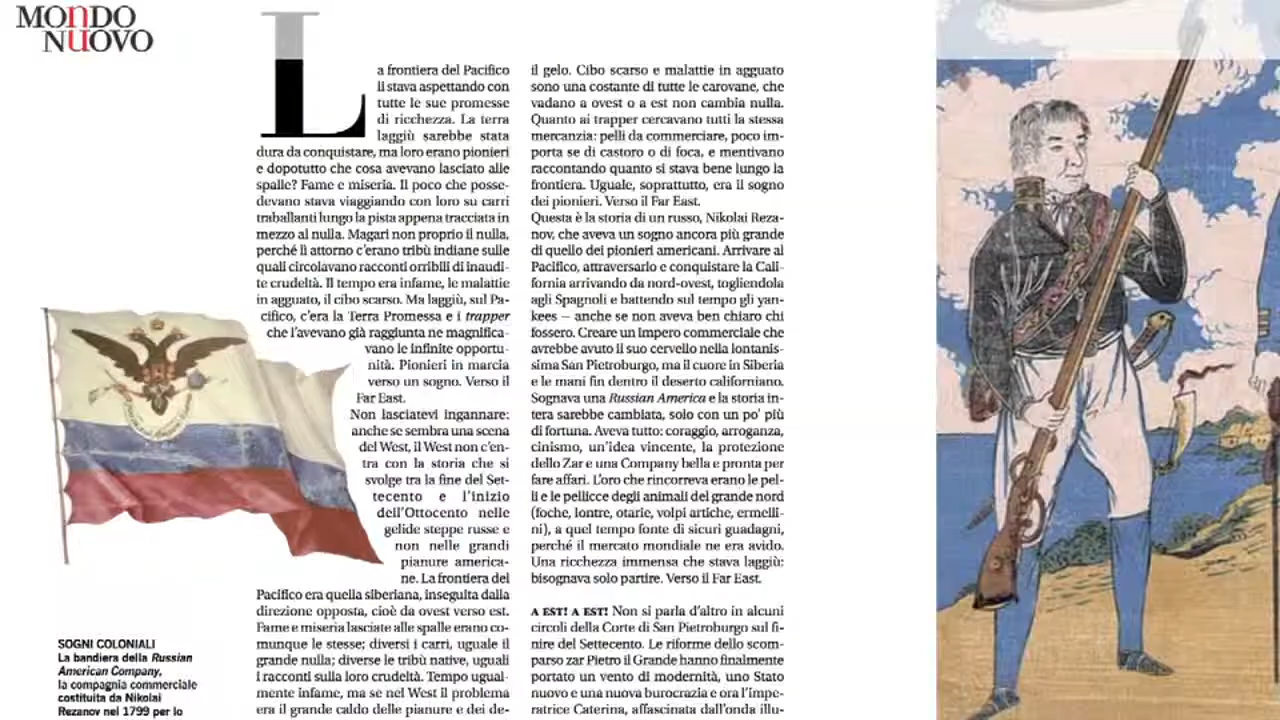 MONDO
NUOVO
La frontiera del Pacifico
li stava aspettando con
tutte le sue promesse
di ricchezza. La terra
laggiù sarebbe stata
dura da conquistare, ma loro erano pionieri
e dopotutto che cosa avevano lasciato alle
spalle? Fame e miseria. Il poco che posse-
devano stava viaggiando con loro su carri
traballanti lungo la pista appena tracciata in
mezzo al nulla. Magari non proprio il nulla,
perché lì attorno c'erano tribù indiane sulle
quali circolavano racconti orribili di inaudi-
te crudeltà. Il tempo era infame, le malattie
in agguato, il cibo scarso. Ma laggiù, sul Pa-
cifico, c'era la Terra Promessa e i trapper
che l'avevano già raggiunta ne magnifica-
vano le infinite opportu-
nità. Pionieri in marcia
verso un sogno. Verso il
Far East.
Non lasciatevi ingannare:
anche se sembra una scena
del West, il West non c'en-
tra con la storia che si
svolge tra la fine del Set-
tecento e l'inizio
dell'Ottocento nelle
gelide steppe russe e
non nelle grandi
pianure america-
ne. La frontiera del
Pacifico era quella siberiana, inseguita dalla
direzione opposta, cioè da ovest verso est.
Fame e miseria lasciate alle spalle erano co-
munque le stesse; diversi i carri, uguale il
grande nulla; diverse le tribù native, uguali
i racconti sulla loro crudeltà. Tempo ugual-
mente infame, ma se nel West il problema
era il grande caldo delle pianure e dei de-
il gelo. Cibo scarso e malattie in agguato
sono una costante di tutte le carovane, che
vadano a ovest o a est non cambia nulla.
Quanto ai trapper cercavano tutti la stessa
mercanzia: pelli da commerciare, poco im-
porta se di castoro o di foca, e mentivano
raccontando quanto si stava bene lungo la
frontiera. Uguale, soprattutto, era il sogno
dei pionieri. Verso il Far East.
Questa è la storia di un russo, Nikolai Reza-
nov, che aveva un sogno ancora più grande
di quello dei pionieri americani. Arrivare al
Pacifico, attraversarlo e conquistare la Cali-
fornia arrivando da nord-ovest, togliendola
agli Spagnoli e battendo sul tempo gli yan-
kees – anche se non aveva ben chiaro chi
fossero. Creare un Impero commerciale che
avrebbe avuto il suo cervello nella lontanis-
sima San Pietroburgo, ma il cuore in Siberia
e le mani fin dentro il deserto californiano.
Sognava una Russian America e la storia in-
tera sarebbe cambiata, solo con un po' più
di fortuna. Aveva tutto: coraggio, arroganza,
cinismo, un'idea vincente, la protezione
dello Zar e una Company bella e pronta per
fare affari. L'oro che rincorreva erano le pel-
li e le pellicce degli animali del grande nord
(foche, lontre, otarie, volpi artiche, ermelli-
ni), a quel tempo fonte di sicuri guadagni,
perché il mercato mondiale ne era avido.
Una ricchezza immensa che stava laggiù:
bisognava solo partire. Verso il Far East.
A EST! A EST! Non si parla d'altro in alcuni
circoli della Corte di San Pietroburgo sul fi-
nire del Settecento. Le riforme dello scom-
parso zar Pietro il Grande hanno finalmente
portato un vento di modernità, uno Stato
nuovo e una nuova burocrazia e ora l'impe-
ratrice Caterina, affascinata dall'onda illu-
SOGNI COLONIALI
La bandiera della Russian
American Company,
la compagnia commerciale
costituita da Nikolai
Rezanov nel 1799 per lo